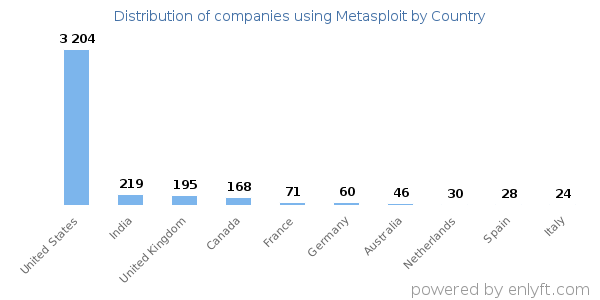 Distribution of companies using Metasploit by Country
3 204
219
195
168
71
60
46
30
28
24
United States
India
United Kingdom
Canada
France
Germany
Australia
Netherlands
Spain
Italy
powered by enlyft.com